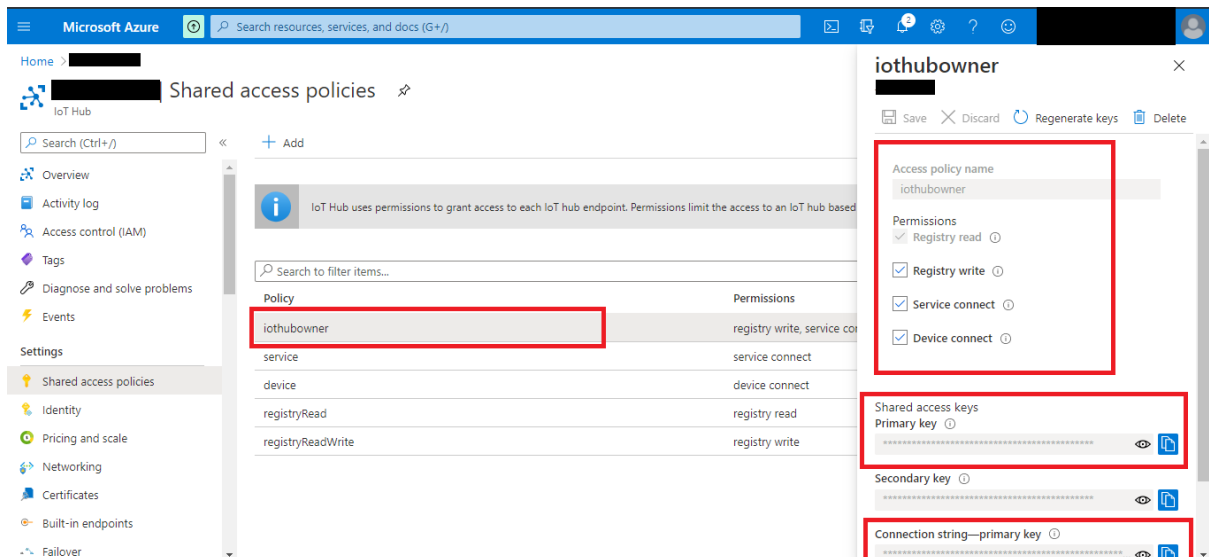 Microsoft Azure
Search resources, services, and docs (G+/)
2
Home >
Shared access policies
IoT Hub
Search (Ctrl+/)
«
Overview
Activity log
Access control (IAM)
Tags
Diagnose and solve problems
Events
Settings
Shared access policies
Identity
Pricing and scale
Networking
Certificates
Built-in endpoints
Failover
+ Add
IoT Hub uses permissions to grant access to each IoT hub endpoint. Permissions limit the access to an IoT hub based
Search to filter items...
Policy Permissions
iothubowner registry write, service con
service service connect
device device connect
registryRead registry read
registryReadWrite registry write
iothubowner
Save Discard Regenerate keys Delete
Access policy name
iothubowner
Permissions
Registry read
Registry write
Service connect
Device connect
Shared access keys
Primary key
********************************************
Secondary key
********************************************
Connection string—primary key